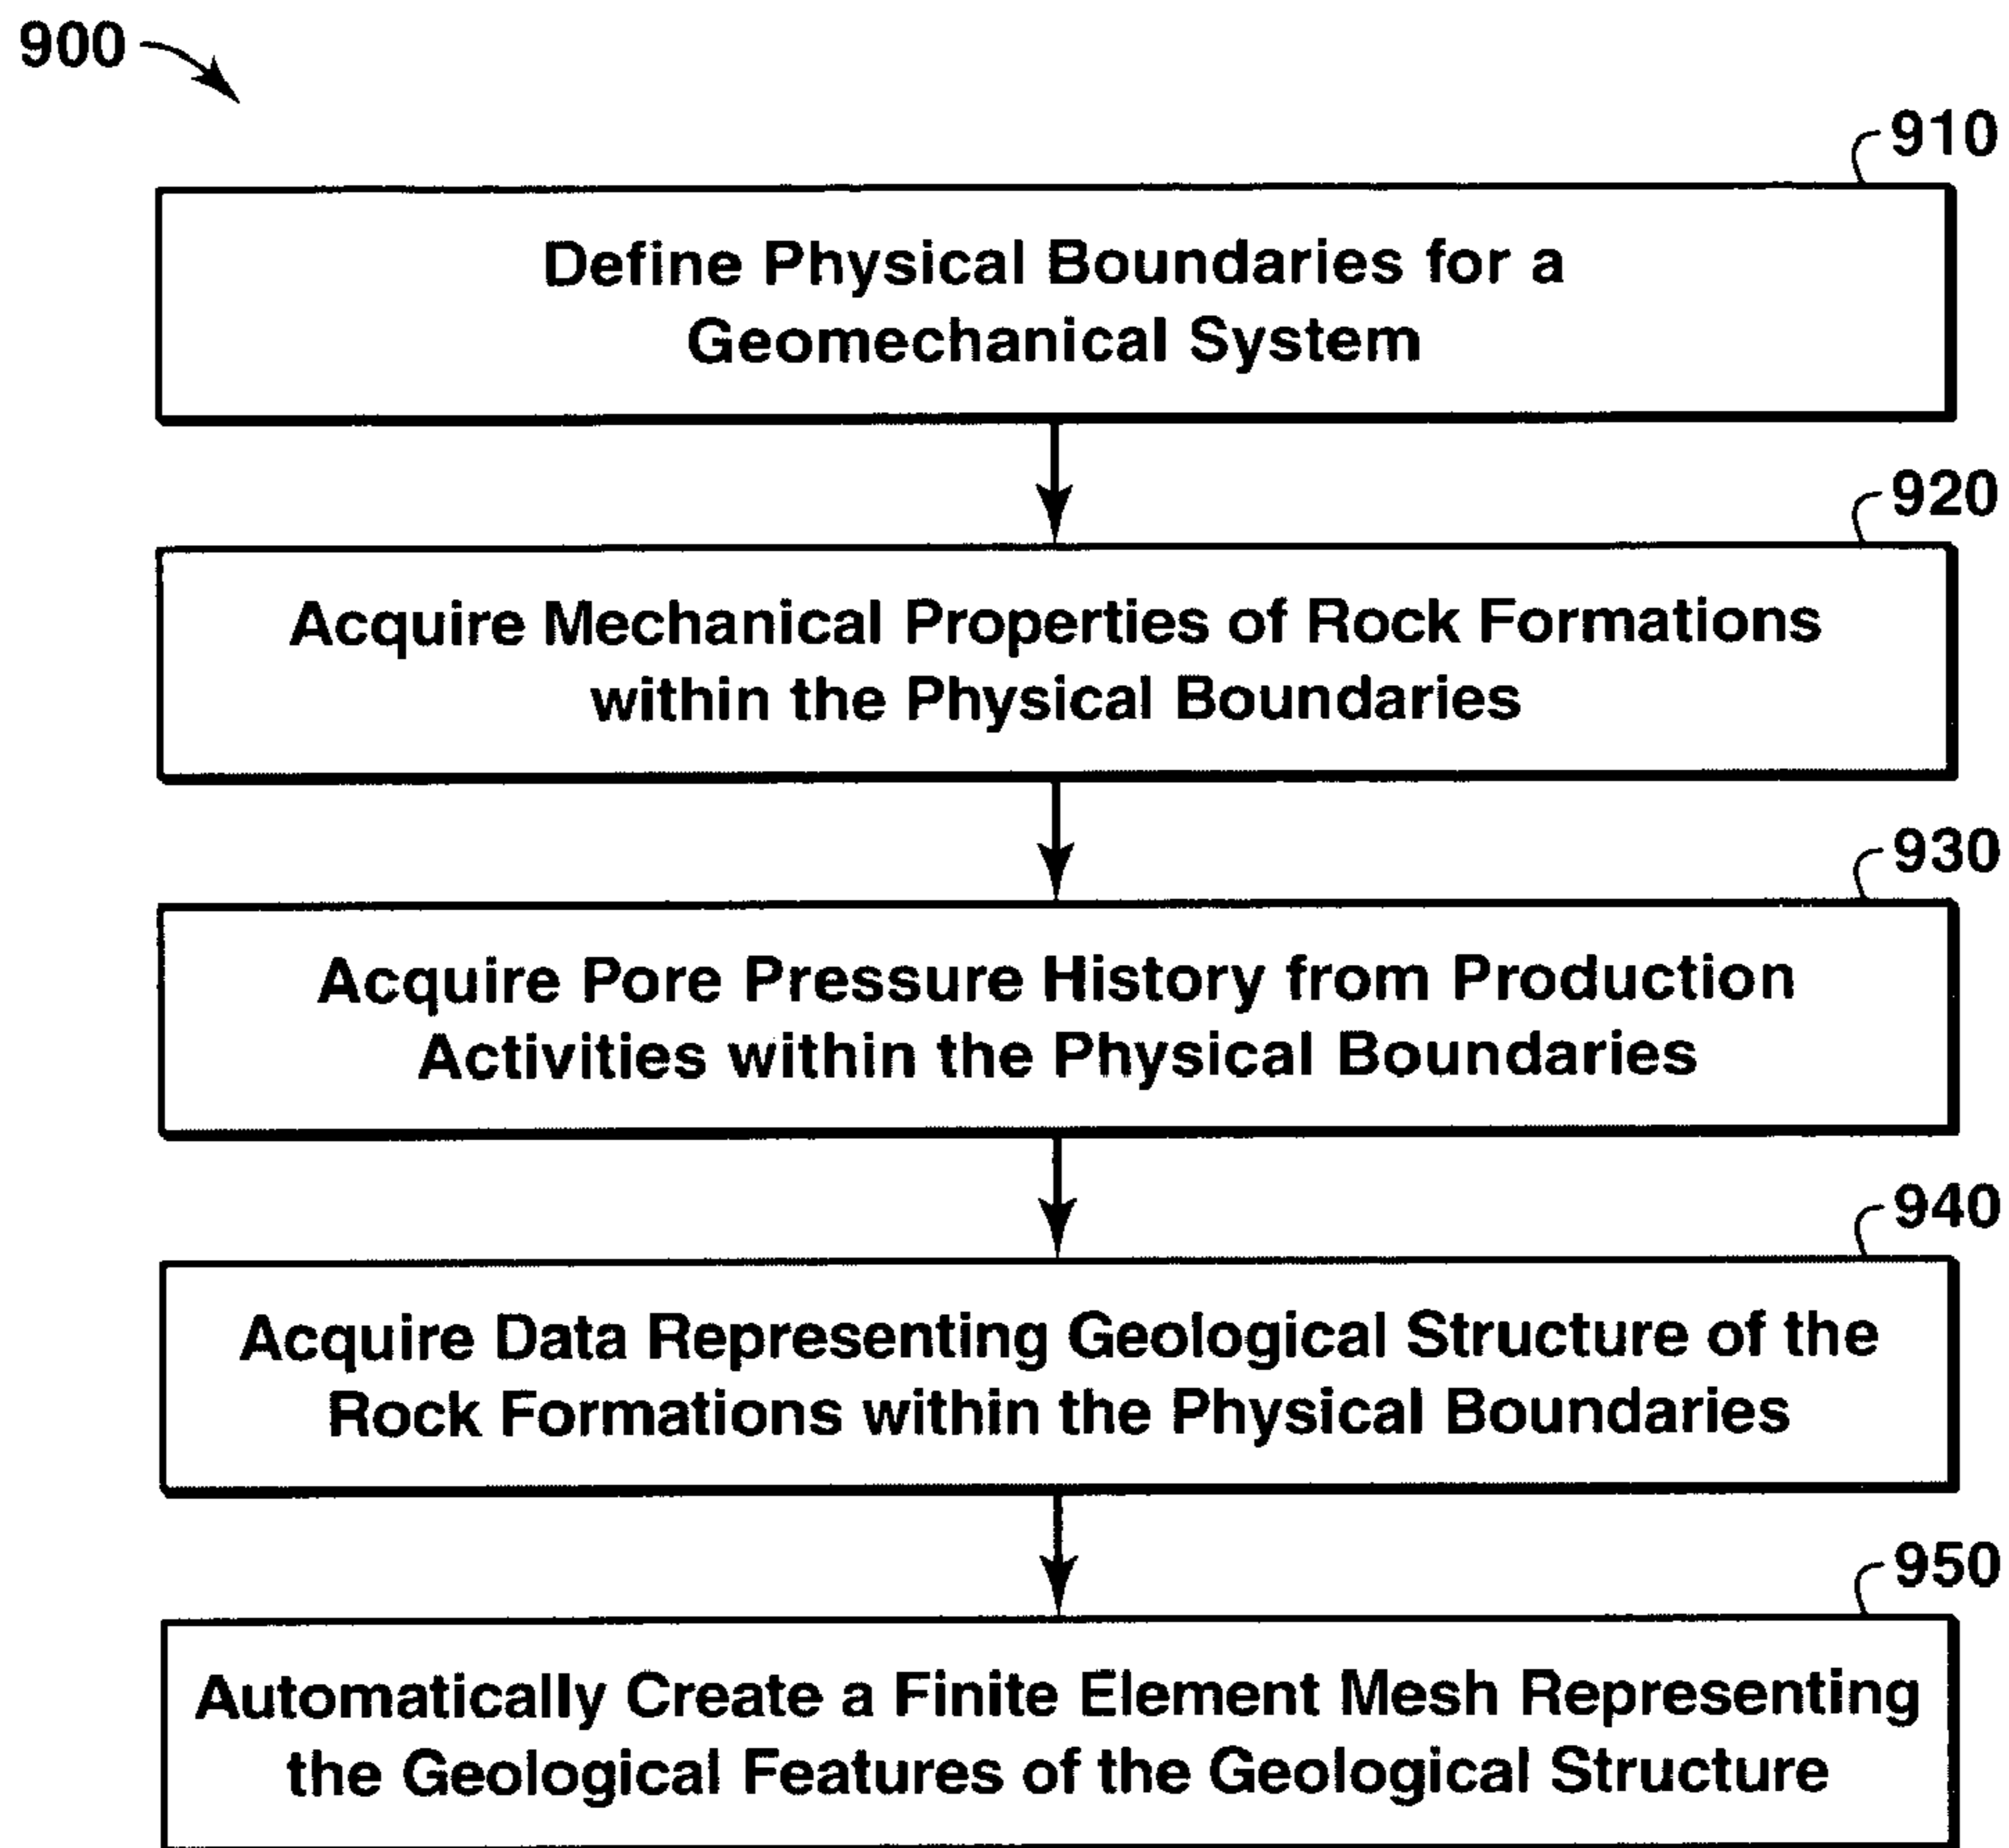 900
910
Define Physical Boundaries for a
Geomechanical System
920
Acquire Mechanical Properties of Rock Formations
within the Physical Boundaries
930
Acquire Pore Pressure History from Production
Activities within the Physical Boundaries
940
Acquire Data Representing Geological Structure of the
Rock Formations within the Physical Boundaries
950
Automatically Create a Finite Element Mesh Representing
the Geological Features of the Geological Structure